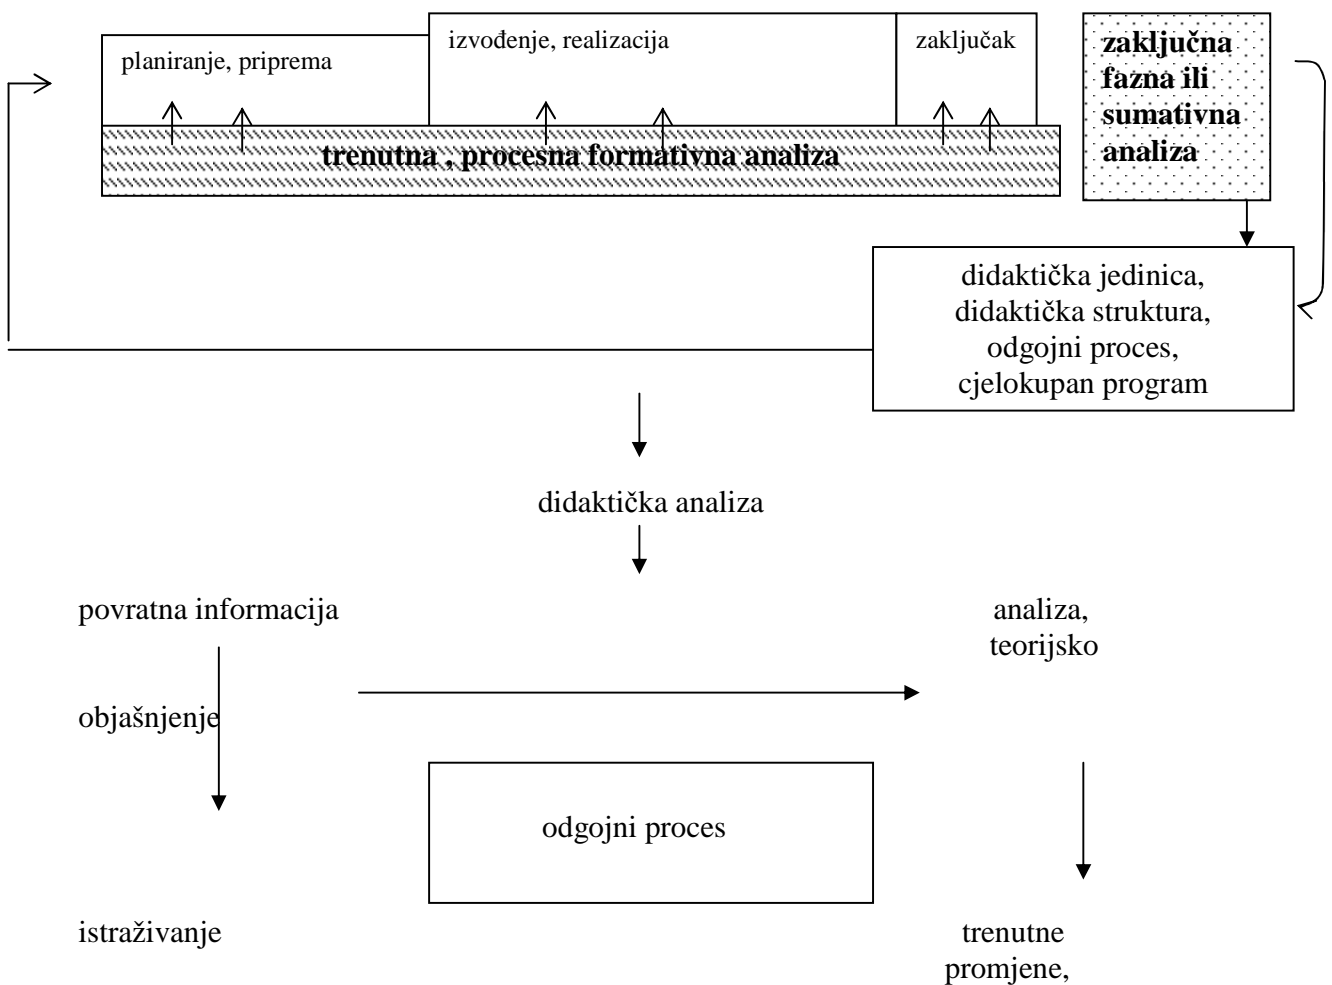 planiranje, priprema
izvođenje, realizacija
zaključak
zaključna
fazna ili
sumativna
analiza
trenutna , procesna formativna analiza
didaktička jedinica,
didaktička struktura,
odgojni proces,
cjelokupan program
didaktička analiza
povratna informacija
analiza,
teorijsko
objašnjenje
odgojni proces
istraživanje
trenutne
promjene,